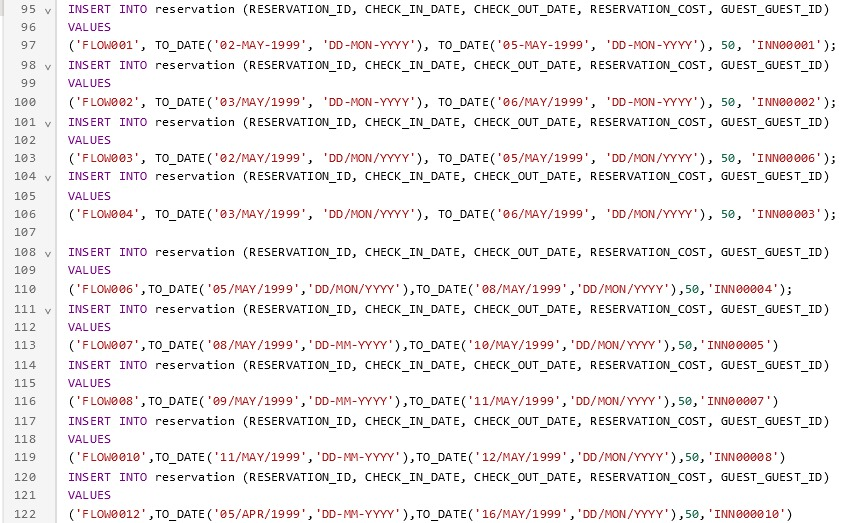 95 INSERT INTO reservation (RESERVATION_ID, CHECK_IN_DATE, CHECK_OUT_DATE, RESERVATION_COST, GUEST_GUEST_ID)
96 VALUES
97 ('FLOW001', TO_DATE('02-MAY-1999', 'DD-MON-YYYY'), TO_DATE('05-MAY-1999', 'DD-MON-YYYY'), 50, 'INN00001');
98 INSERT INTO reservation (RESERVATION_ID, CHECK_IN_DATE, CHECK_OUT_DATE, RESERVATION_COST, GUEST_GUEST_ID)
99 VALUES
100 ('FLOW002', TO_DATE('03/MAY/1999', 'DD-MON-YYYY'), TO_DATE('06/MAY/1999', 'DD-MON-YYYY'), 50, 'INN00002');
101 INSERT INTO reservation (RESERVATION_ID, CHECK_IN_DATE, CHECK_OUT_DATE, RESERVATION_COST, GUEST_GUEST_ID)
102 VALUES
103 ('FLOW003', TO_DATE('02/MAY/1999', 'DD/MON/YYYY'), TO_DATE('05/MAY/1999', 'DD/MON/YYYY'), 50, 'INN00006');
104 INSERT INTO reservation (RESERVATION_ID, CHECK_IN_DATE, CHECK_OUT_DATE, RESERVATION_COST, GUEST_GUEST_ID)
105 VALUES
106 ('FLOW004', TO_DATE('03/MAY/1999', 'DD/MON/YYYY'), TO_DATE('06/MAY/1999', 'DD/MON/YYYY'), 50, 'INN00003');
107
108 INSERT INTO reservation (RESERVATION_ID, CHECK_IN_DATE, CHECK_OUT_DATE, RESERVATION_COST, GUEST_GUEST_ID)
109 VALUES
110 ('FLOW006',TO_DATE('05/MAY/1999','DD/MON/YYYY'),TO_DATE('08/MAY/1999','DD/MON/YYYY'),50,'INN00004');
111 INSERT INTO reservation (RESERVATION_ID, CHECK_IN_DATE, CHECK_OUT_DATE, RESERVATION_COST, GUEST_GUEST_ID)
112 VALUES
113 ('FLOW007',TO_DATE('08/MAY/1999','DD-MM-YYYY'),TO_DATE('10/MAY/1999','DD/MON/YYYY'),50,'INN00005')
114 INSERT INTO reservation (RESERVATION_ID, CHECK_IN_DATE, CHECK_OUT_DATE, RESERVATION_COST, GUEST_GUEST_ID)
115 VALUES
116 ('FLOW008',TO_DATE('09/MAY/1999','DD-MM-YYYY'),TO_DATE('11/MAY/1999','DD/MON/YYYY'),50,'INN00007')
117 INSERT INTO reservation (RESERVATION_ID, CHECK_IN_DATE, CHECK_OUT_DATE, RESERVATION_COST, GUEST_GUEST_ID)
118 VALUES
119 ('FLOW0010',TO_DATE('11/MAY/1999','DD-MM-YYYY'),TO_DATE('12/MAY/1999','DD/MON/YYYY'),50,'INN00008')
120 INSERT INTO reservation (RESERVATION_ID, CHECK_IN_DATE, CHECK_OUT_DATE, RESERVATION_COST, GUEST_GUEST_ID)
121 VALUES
122 ('FLOW0012',TO_DATE('05/APR/1999','DD-MM-YYYY'),TO_DATE('16/MAY/1999','DD/MON/YYYY'),50,'INN000010')